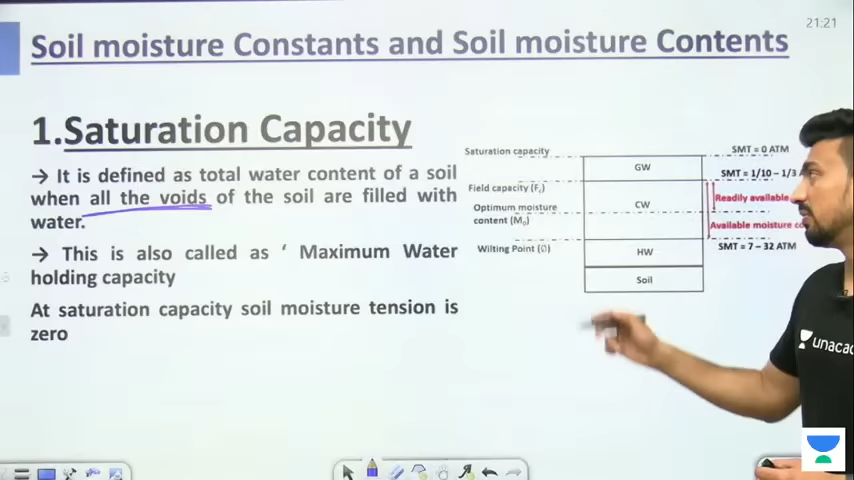 21:21
Soil moisture Constants and Soil moisture Contents
1.Saturation Capacity
→ It is defined as total water content of a soil
when all the voids of the soil are filled with
water.
→ This is also called as ‘ Maximum Water
holding capacity
At saturation capacity soil moisture tension is
zero
Saturation capacity
Field capacity (Fc)
Optimum moisture
content (Mo)
Wilting Point (∅)
GW
CW
HW
Soil
SMT = 0 ATM
SMT = 1/10 – 1/3
Readily available
Available moisture
SMT = 7 – 32 ATM
unaca